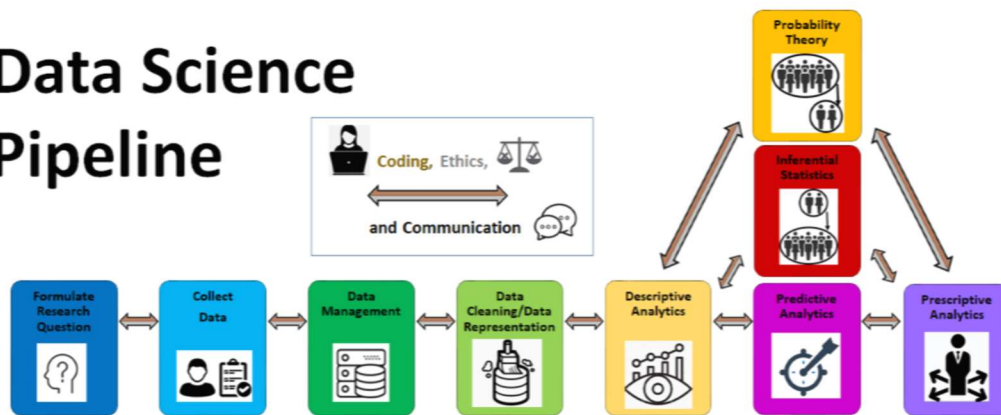 Data Science
Pipeline
Coding, Ethics,
and Communication
Probability
Theory
Inferential
Statistics
Formulate
Research
Question
Collect
Data
Data
Management
Data
Cleaning/Data
Representation
Descriptive
Analytics
Predictive
Analytics
Prescriptive
Analytics